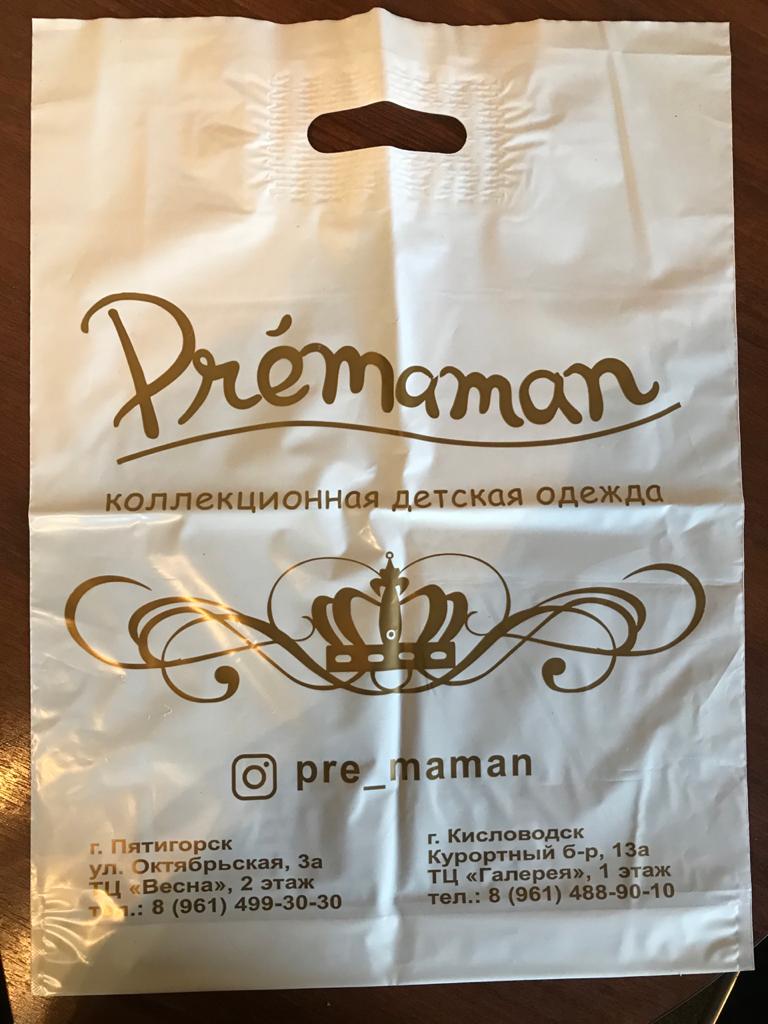 Prémaman
коллекционная детская одежда
pre_maman
г. Пятигорск
ул. Октябрьская, 3а
ТЦ «Весна», 2 этаж
тел.: 8 (961) 499-30-30
г. Кисловодск
Курортный б-р, 13а
ТЦ «Галерея», 1 этаж
тел.: 8 (961) 488-90-10